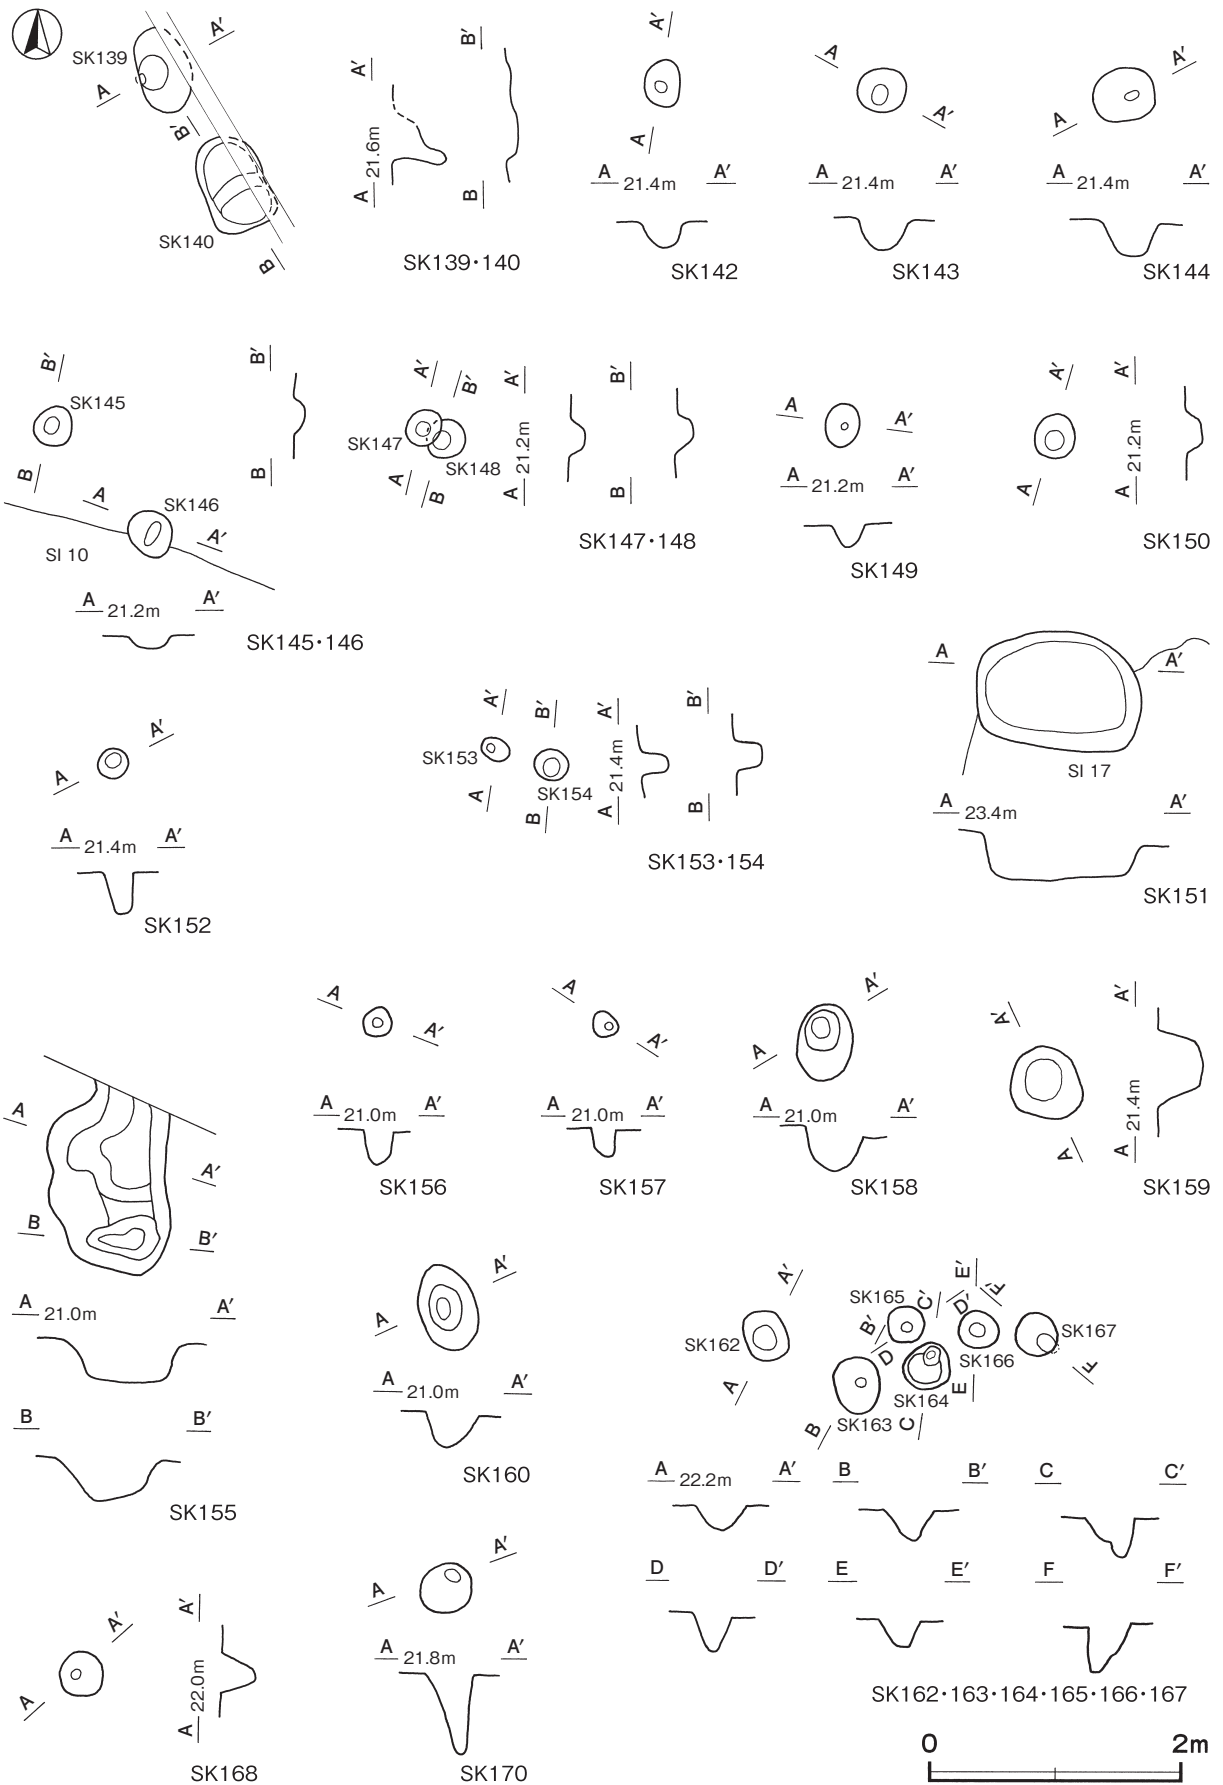 SK139
A
A′
B′
SK140
B
A′
21.6m
A
B′
B
SK139・140
A′
A
A 21.4m A′
SK142
A
A′
A 21.4m A′
SK143
A′
A
A 21.4m A′
SK144
B′
SK145
B
B′
B
A
SK146
A′
SI 10
A 21.2m A′
SK145・146
A′
B′
SK147
SK148
A
B
A′
21.2m
A
B′
B
SK147・148
A
A′
A 21.2m A′
SK149
A′
A
A′
21.2m
A
SK150
A
A′
SI 17
A 23.4m A′
SK151
A′
A
A 21.4m A′
SK152
A′
B′
SK153
SK154
A
B
A′
21.4m
A
B′
B
SK153・154
A
A′
B
B′
A 21.0m A′
B B′
SK155
A
A′
A 21.0m A′
SK156
A
A′
A 21.0m A′
SK157
A′
A
A 21.0m A′
SK158
A′
A
A′
21.4m
A
SK159
A′
A
A 21.0m A′
SK160
A′
SK162
A
SK165
B′
C′
E′
F′
D′
D
SK166
SK167
F
SK164
E
SK163
B
C
A 22.2m A′
B B′
C C′
D D′
E E′
F F′
SK162・163・164・165・166・167
A′
A
A′
22.0m
A
SK168
A′
A
A 21.8m A′
SK170
0 2m